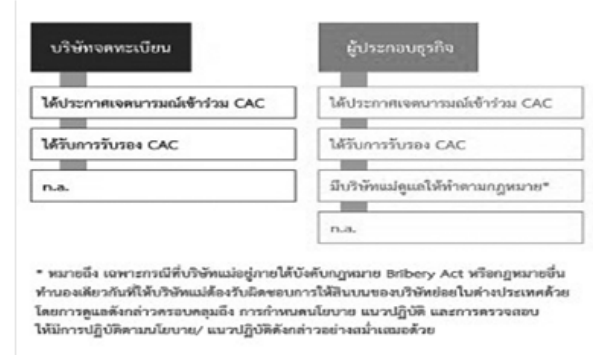 บริษัทจดทะเบียน
ได้ประกาศเจตนารมณ์เข้าร่วม CAC
ได้รับการรับรอง CAC
n.a.
ผู้ประกอบธุรกิจ
ได้ประกาศเจตนารมณ์เข้าร่วม CAC
ได้รับการรับรอง CAC
มีบริษัทแม่ดูแลให้ทำตามกฎหมาย*
n.a.
* หมายถึง เฉพาะกรณีที่บริษัทแม่อยู่ภายใต้บังคับกฎหมาย Bribery Act หรือกฎหมายอื่น
ทำนองเดียวกันที่ให้บริษัทแม่ต้องรับผิดชอบการให้สินบนของบริษัทย่อยในต่างประเทศด้วย
โดยการดูแลดังกล่าวครอบคลุมถึง การกำหนดนโยบาย แนวปฏิบัติ และการตรวจสอบ
ให้มีการปฏิบัติตามนโยบาย/ แนวปฏิบัติดังกล่าวอย่างสม่ำเสมอด้วย